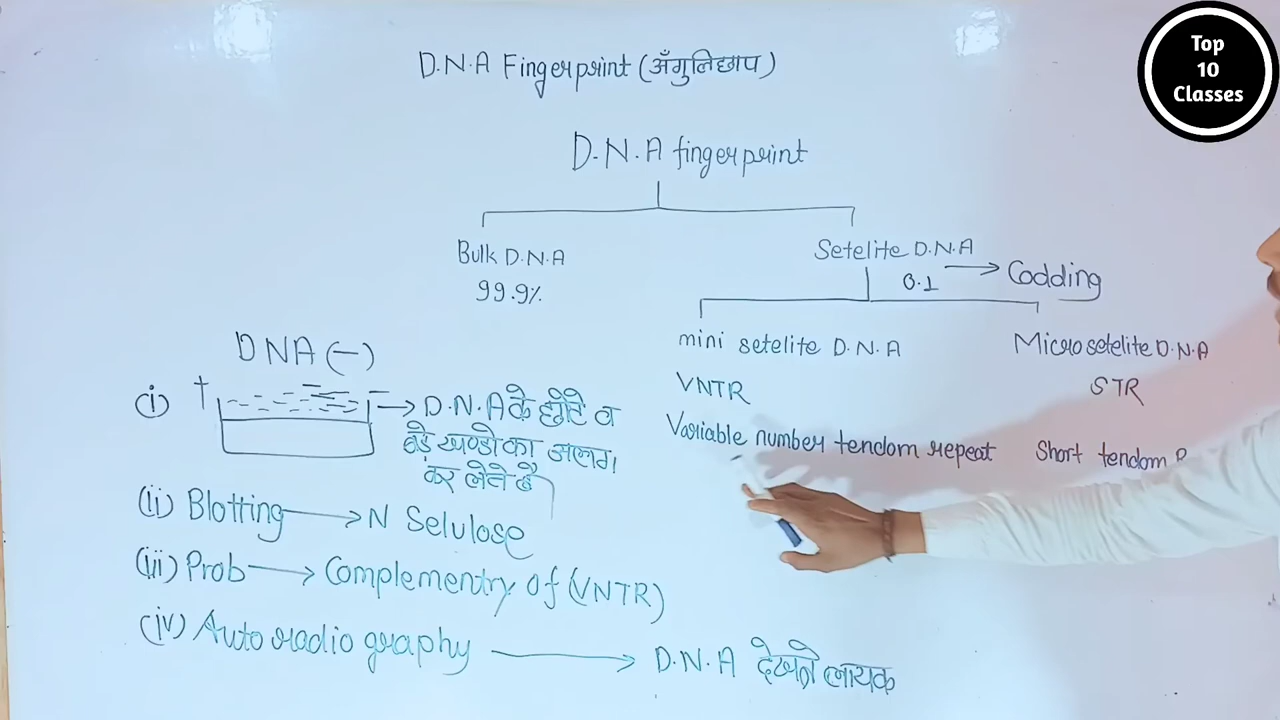 Top
10
Classes
D.N.A Fingerprint (अँगुलिछाप)
D.N.A fingerprint
Bulk D.N.A
99.9%
Setelite D.N.A
0.1
Codding
mini setelite D.N.A
VNTR
Variable number tendom repeat
Micro setelite D.N.A
STR
Short tendom R
DNA (-)
(i) + D.N.A के छोटे व
बड़े खण्डो का अलग
कर लेते है
(ii) Blotting → N Selulose
(iii) Prob → Complementry of (VNTR)
(iv) Auto radio graphy → D.N.A देखने लायक